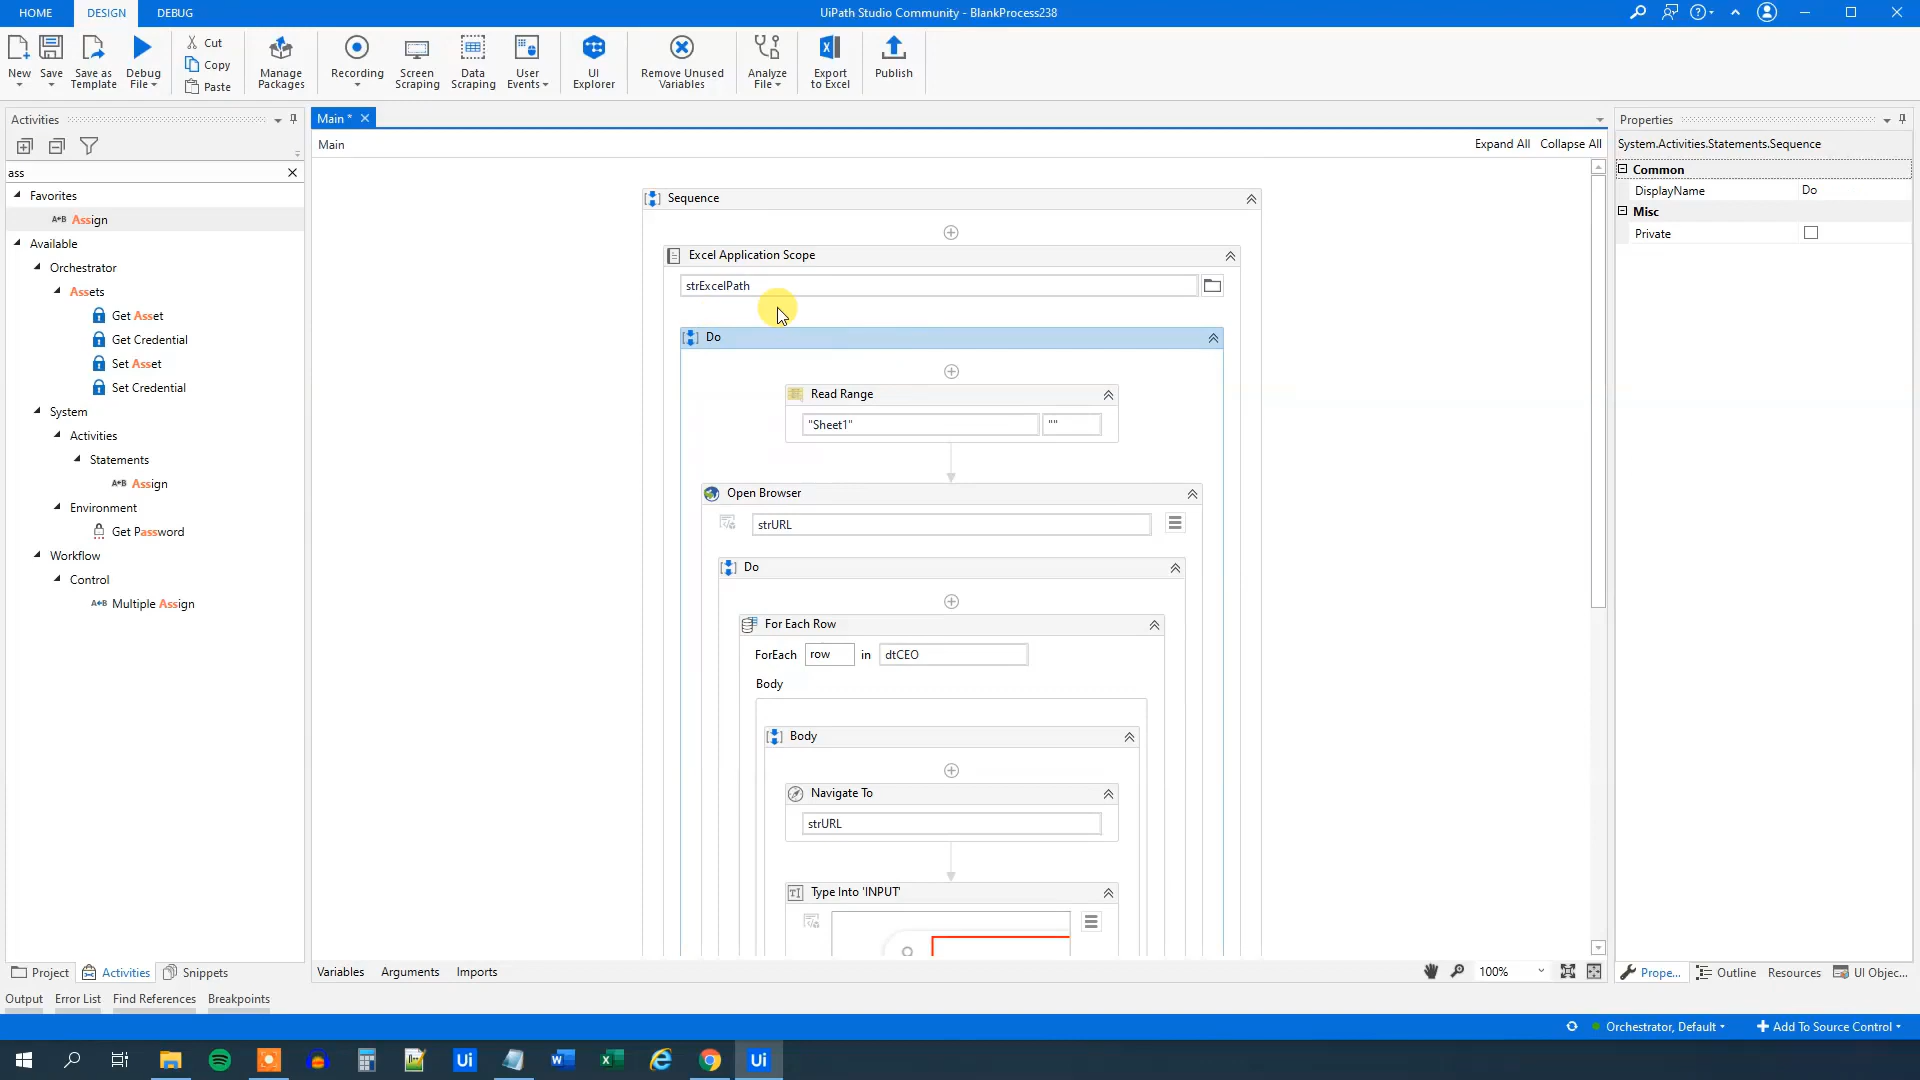 HOME DESIGN DEBUG
UiPath Studio Community - BlankProcess238
New
Save
Save as Template
Debug File
Cut
Copy
Paste
Manage Packages
Recording
Screen Scraping
Data Scraping
User Events
UI Explorer
Remove Unused Variables
Analyze File
Export to Excel
Publish
Activities
ass
Favorites
Assign
Available
Orchestrator
Assets
Get Asset
Get Credential
Set Asset
Set Credential
System
Activities
Statements
Assign
Environment
Get Password
Workflow
Control
Multiple Assign
Project Activities Snippets
Main *
Main
Expand All Collapse All
Sequence
Excel Application Scope
strExcelPath
Do
Read Range
"Sheet1" ""
Open Browser
strURL
Do
For Each Row
ForEach row in dtCEO
Body
Body
Navigate To
strURL
Type Into 'INPUT'
Variables Arguments Imports
100%
Properties
System.Activities.Statements.Sequence
Common
DisplayName Do
Misc
Private
Prope... Outline Resources UI Objec...
Output Error List Find References Breakpoints
Orchestrator, Default
Add To Source Control
Ui
Ui